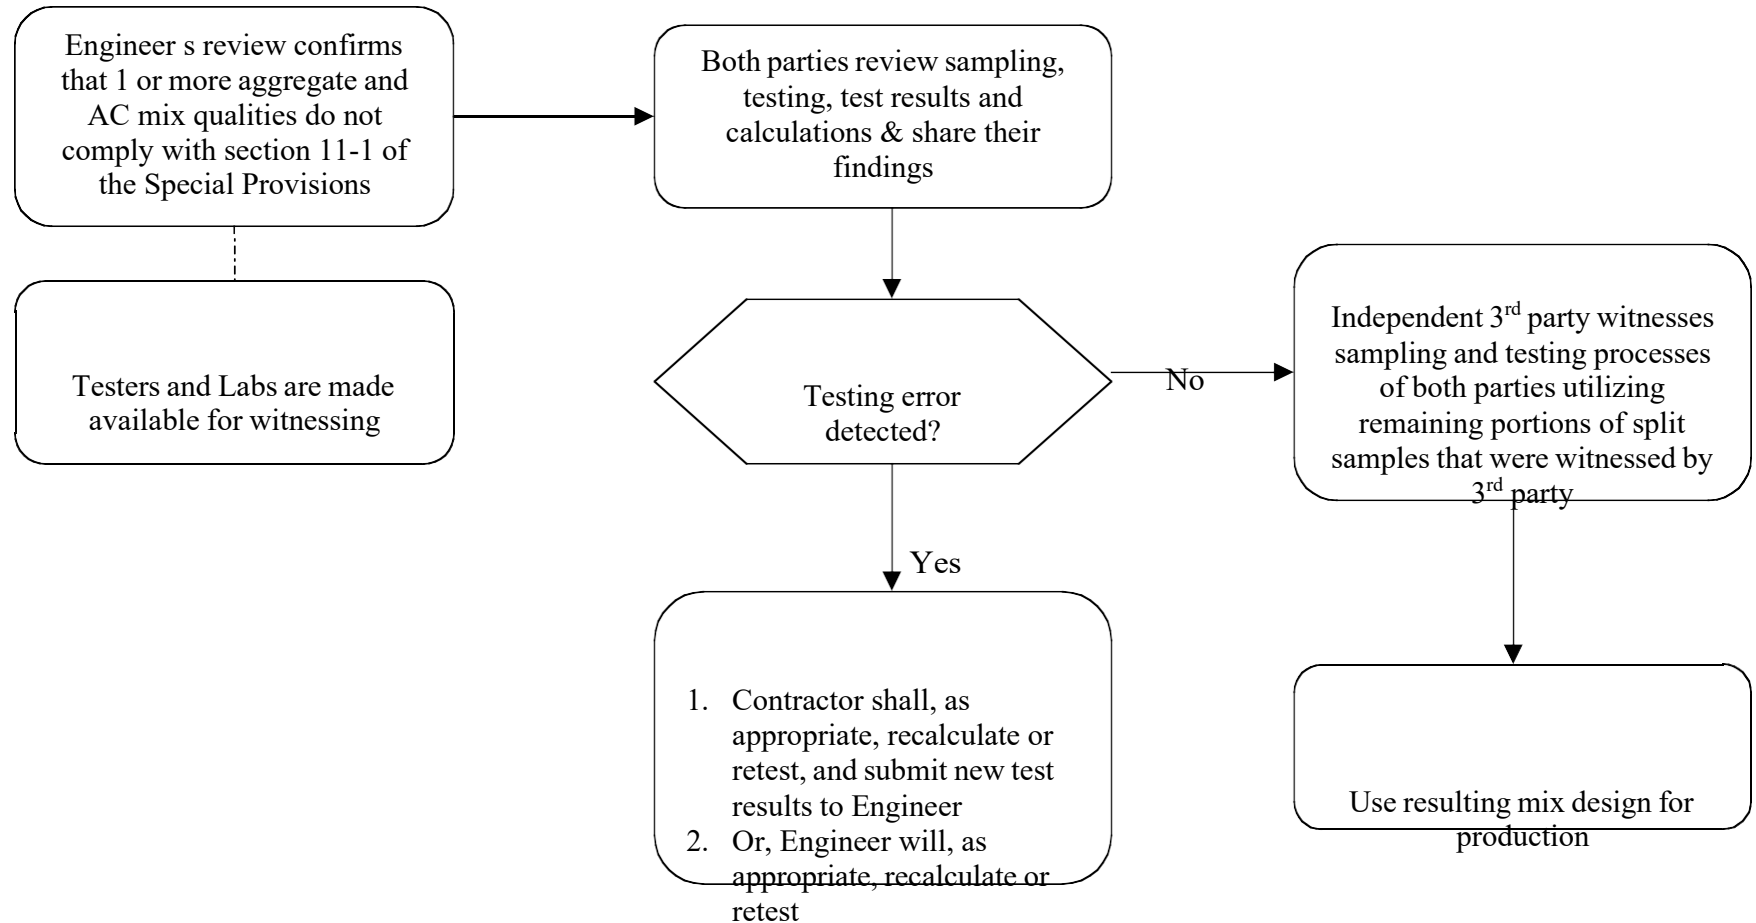 Engineer s review confirms
that 1 or more aggregate and
AC mix qualities do not
comply with section 11-1 of
the Special Provisions
Both parties review sampling,
testing, test results and
calculations & share their
findings
Testers and Labs are made
available for witnessing
Testing error
detected?
No
Independent 3rd party witnesses
sampling and testing processes
of both parties utilizing
remaining portions of split
samples that were witnessed by
3rd party
Yes
1. Contractor shall, as
appropriate, recalculate or
retest, and submit new test
results to Engineer
2. Or, Engineer will, as
appropriate, recalculate or
retest
Use resulting mix design for
production